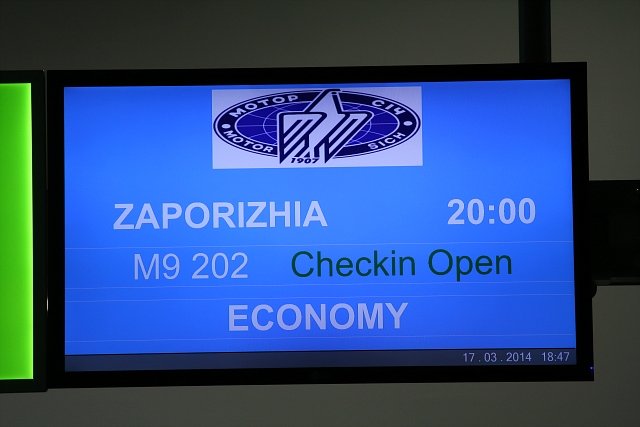 МОТОР СІЧ
MOTOR SICH
1907
ZAPORIZHIA 20:00
M9 202 Checkin Open
ECONOMY
17.03.2014 18:47